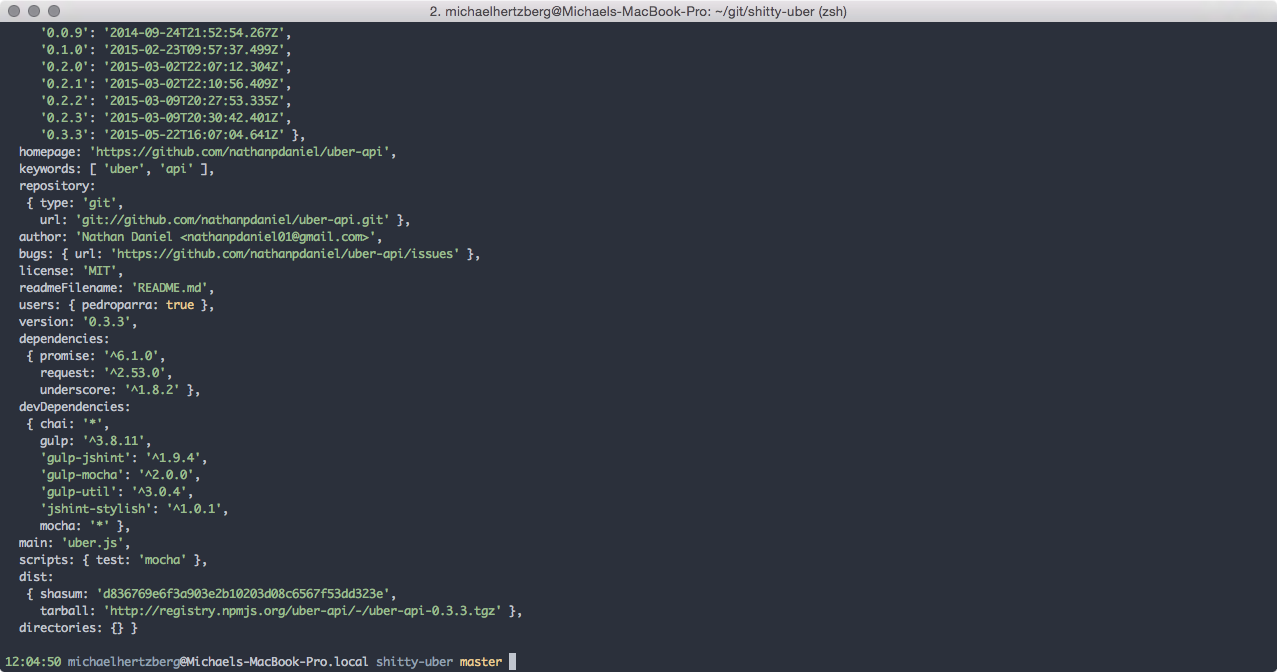 2. michaelhertzberg@Michaels-MacBook-Pro: ~/git/shitty-uber (zsh)
'0.0.9': '2014-09-24T21:52:54.267Z',
'0.1.0': '2015-02-23T09:57:37.499Z',
'0.2.0': '2015-03-02T22:07:12.304Z',
'0.2.1': '2015-03-02T22:10:56.409Z',
'0.2.2': '2015-03-09T20:27:53.335Z',
'0.2.3': '2015-03-09T20:30:42.401Z',
'0.3.3': '2015-05-22T16:07:04.641Z' },
homepage: 'https://github.com/nathanpdaniel/uber-api',
keywords: [ 'uber', 'api' ],
repository:
{ type: 'git',
url: 'git://github.com/nathanpdaniel/uber-api.git' },
author: 'Nathan Daniel <nathanpdaniel01@gmail.com>',
bugs: { url: 'https://github.com/nathanpdaniel/uber-api/issues' },
license: 'MIT',
readmeFilename: 'README.md',
users: { pedroparra: true },
version: '0.3.3',
dependencies:
{ promise: '^6.1.0',
request: '^2.53.0',
underscore: '^1.8.2' },
devDependencies:
{ chai: '*',
gulp: '^3.8.11',
'gulp-jshint': '^1.9.4',
'gulp-mocha': '^2.0.0',
'gulp-util': '^3.0.4',
'jshint-stylish': '^1.0.1',
mocha: '*' },
main: 'uber.js',
scripts: { test: 'mocha' },
dist:
{ shasum: 'd836769e6f3a903e2b10203d08c6567f53dd323e',
tarball: 'http://registry.npmjs.org/uber-api/-/uber-api-0.3.3.tgz' },
directories: {} }
12:04:50 michaelhertzberg@Michaels-MacBook-Pro.local shitty-uber master